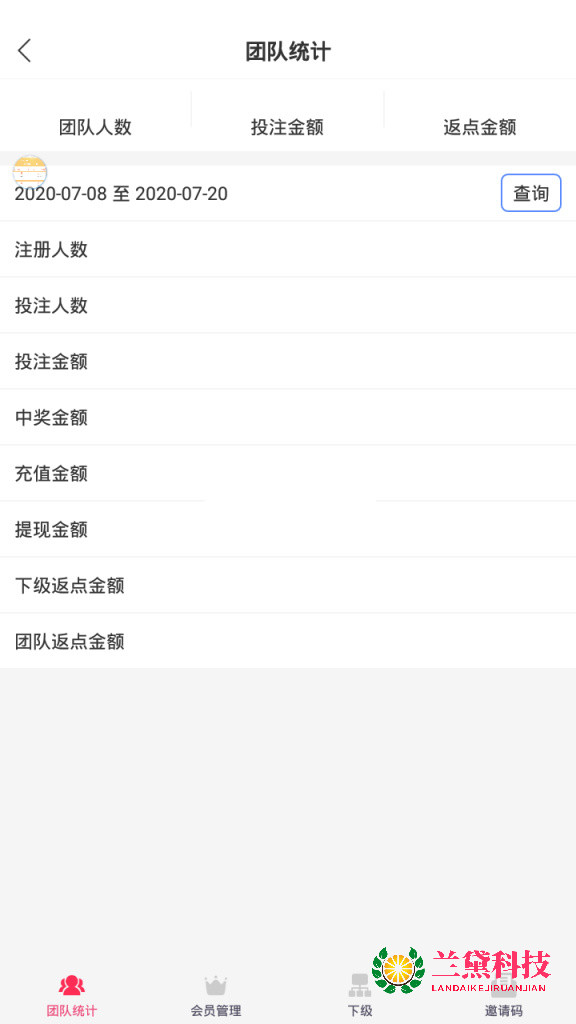 团队统计
团队人数 投注金额 返点金额
2020-07-08 至 2020-07-20 查询
注册人数
投注人数
投注金额
中奖金额
充值金额
提现金额
下级返点金额
团队返点金额
兰黛科技
LANDAIKEJIRUANJIAN
团队统计 会员管理 下级 邀请码